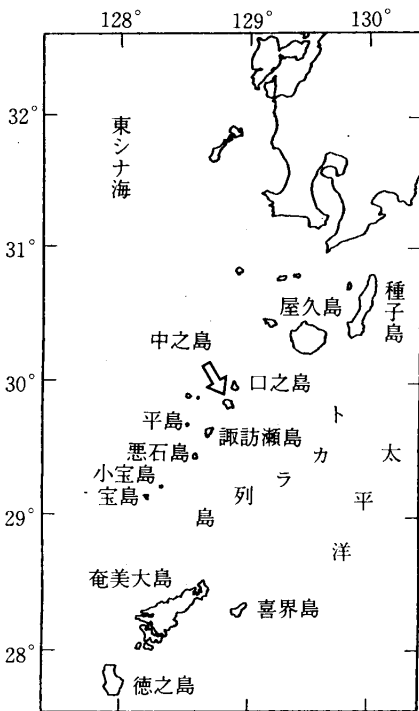 128°
129°
130°
32°
東シナ海
31°
種子島
屋久島
中之島
口之島
30°
平島
諏訪瀬島
悪石島
小宝島
宝島
トカラ列島
太平洋
29°
奄美大島
喜界島
28°
徳之島